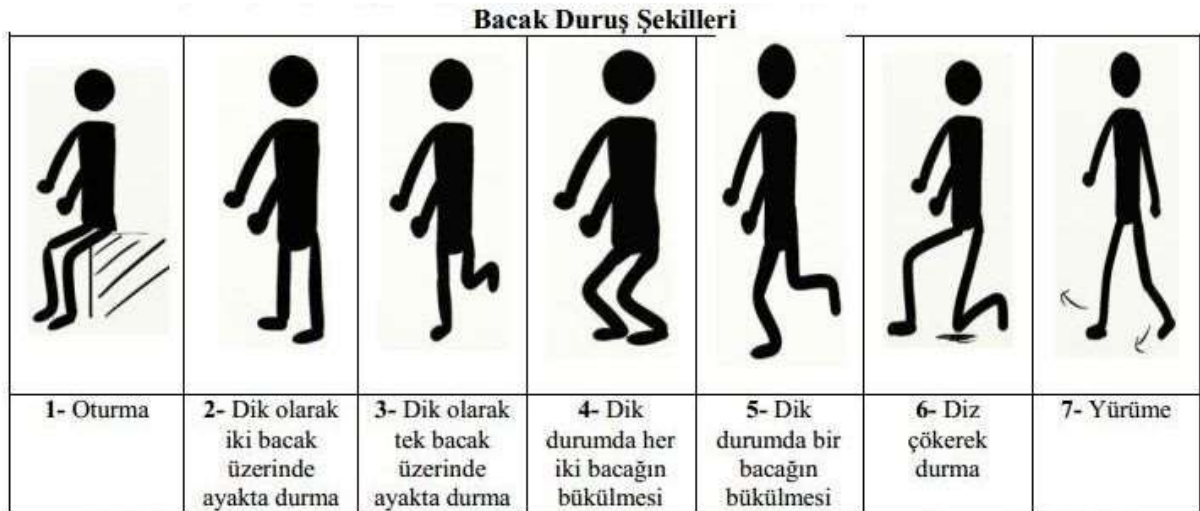 Bacak Duruş Şekilleri
1- Oturma
2- Dik olarak
iki bacak
üzerinde
ayakta durma
3- Dik olarak
tek bacak
üzerinde
ayakta durma
4- Dik
durumda her
iki bacağın
bükülmesi
5- Dik
durumda bir
bacağın
bükülmesi
6- Diz
çökerek
durma
7- Yürüme